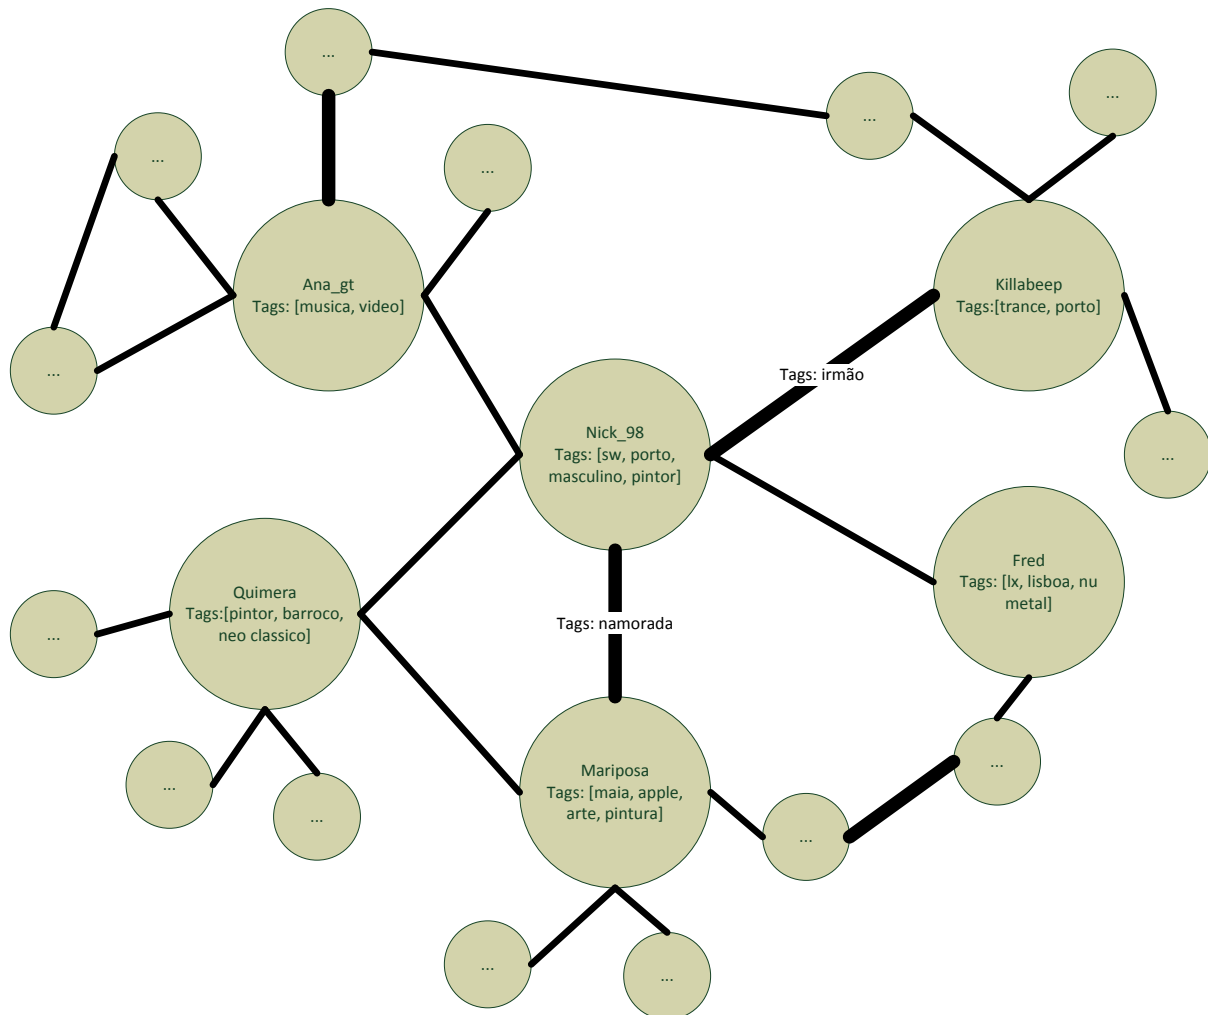 ...
...
...
...
...
Ana_gt
Tags: [musica, video]
Killabeep
Tags:[trance, porto]
...
Tags: irmão
Nick_98
Tags: [sw, porto,
masculino, pintor]
...
Fred
Tags: [lx, lisboa, nu
metal]
Quimera
Tags:[pintor, barroco,
neo classico]
...
Tags: namorada
...
Mariposa
Tags: [maia, apple,
arte, pintura]
...
...
...
...
...